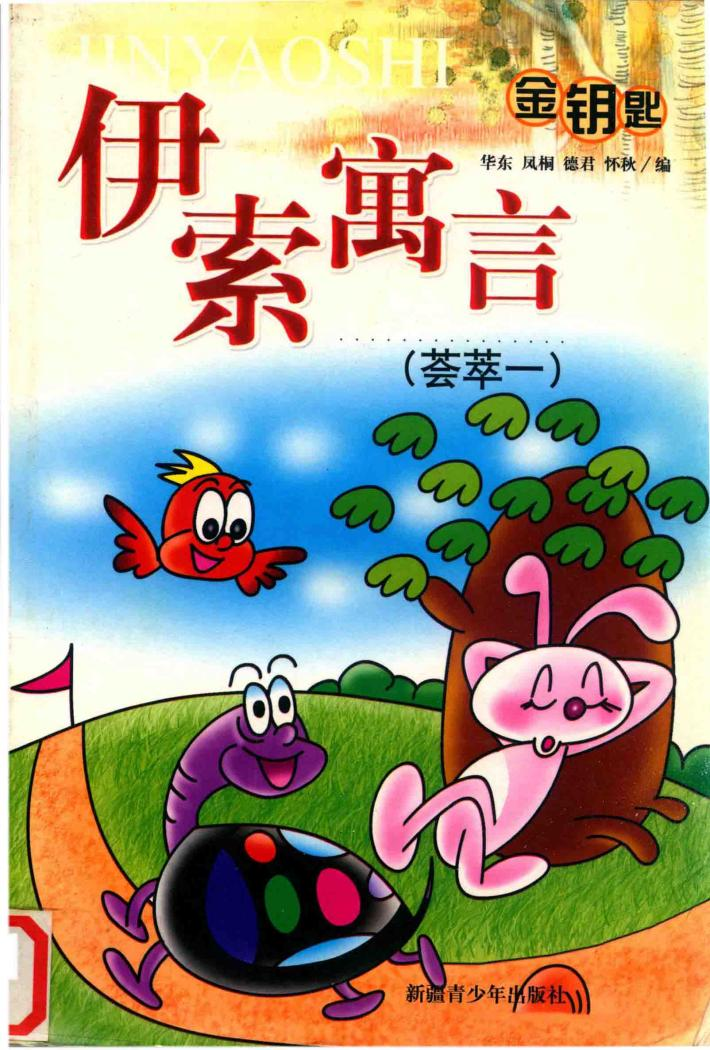 JINYAOSHI
金钥匙
华东 凤桐 德君 怀秋/编
伊索寓言
(荟萃一)
新疆青少年出版社